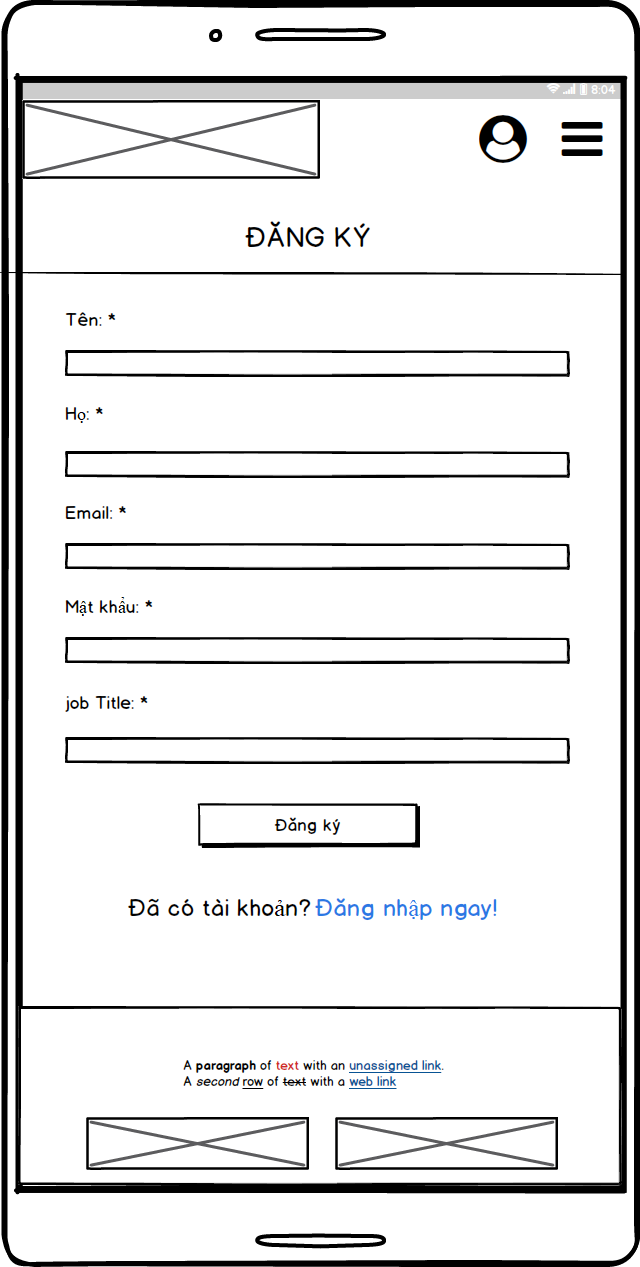 8:04
ĐĂNG KÝ
Tên: *
Họ: *
Email: *
Mật khẩu: *
job Title: *
Đăng ký
Đã có tài khoản? Đăng nhập ngay!
A paragraph of text with an unassigned link.
A second row of text with a web link